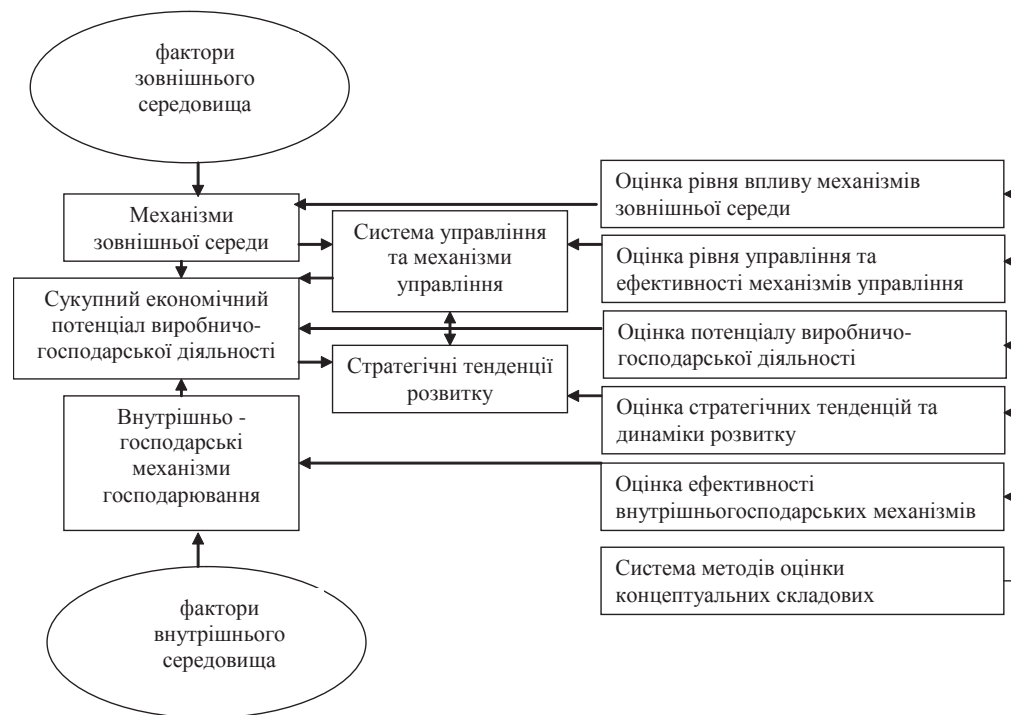 фактори
зовнішнього
середовища
Механізми
зовнішньої середи
Сукупний економічний
потенціал виробничо-
господарської діяльності
Внутрішньо -
господарські
механізми
господарювання
фактори
внутрішнього
середовища
Система управління
та механізми
управління
Стратегічні тенденції
розвитку
Оцінка рівня впливу механізмів
зовнішньої середи
Оцінка рівня управління та
ефективності механізмів управління
Оцінка потенціалу виробничо-
господарської діяльності
Оцінка стратегічних тенденцій та
динаміки розвитку
Оцінка ефективності
внутрішньогосподарських механізмів
Система методів оцінки
концептуальних складових